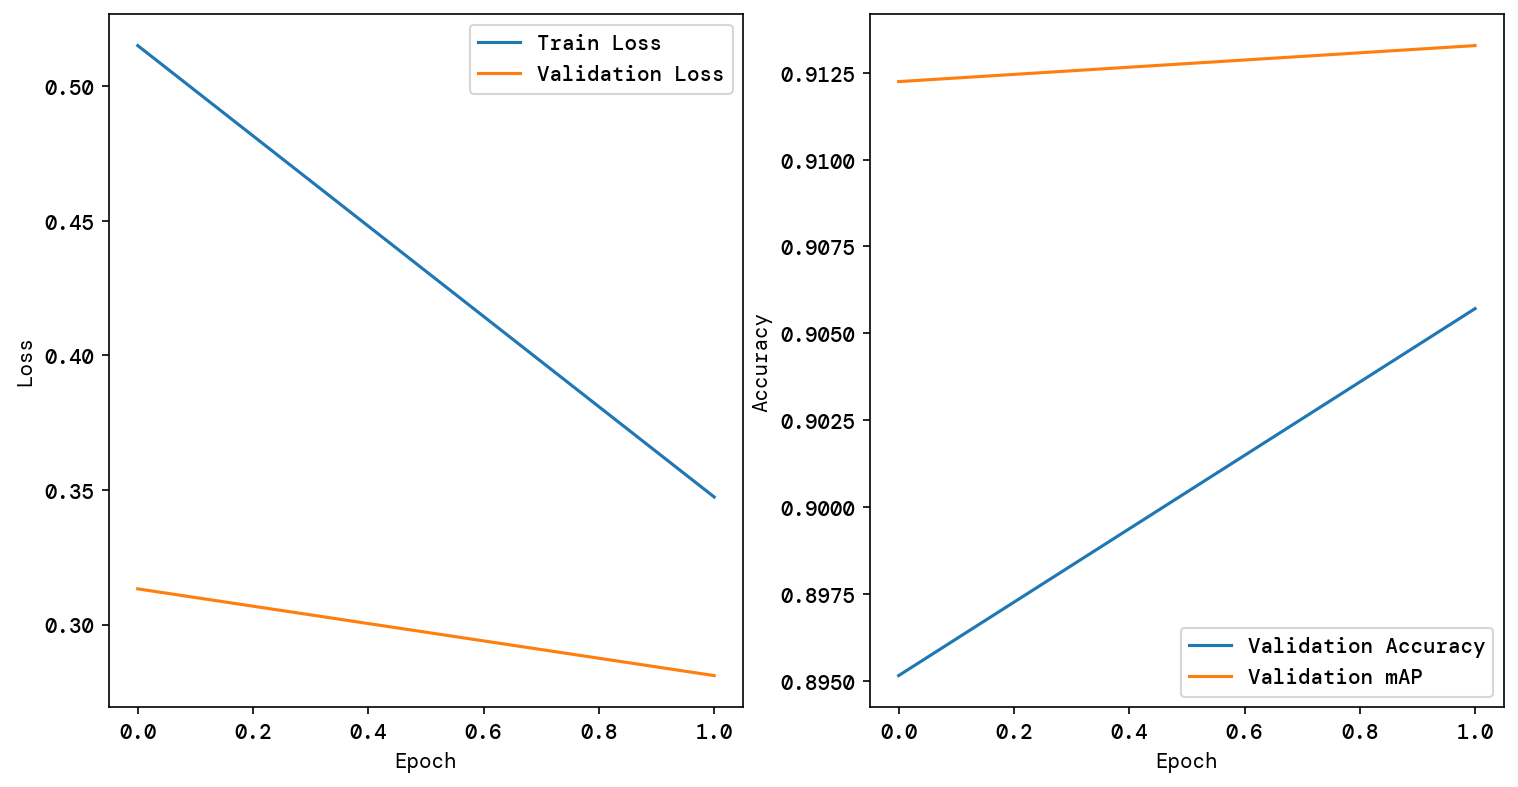 Train Loss
Validation Loss
0.50
0.45
0.40
0.35
0.30
Loss
0.0 0.2 0.4 0.6 0.8 1.0
Epoch
0.9125
0.9100
0.9075
0.9050
0.9025
0.9000
0.8975
0.8950
Accuracy
Validation Accuracy
Validation mAP
0.0 0.2 0.4 0.6 0.8 1.0
Epoch